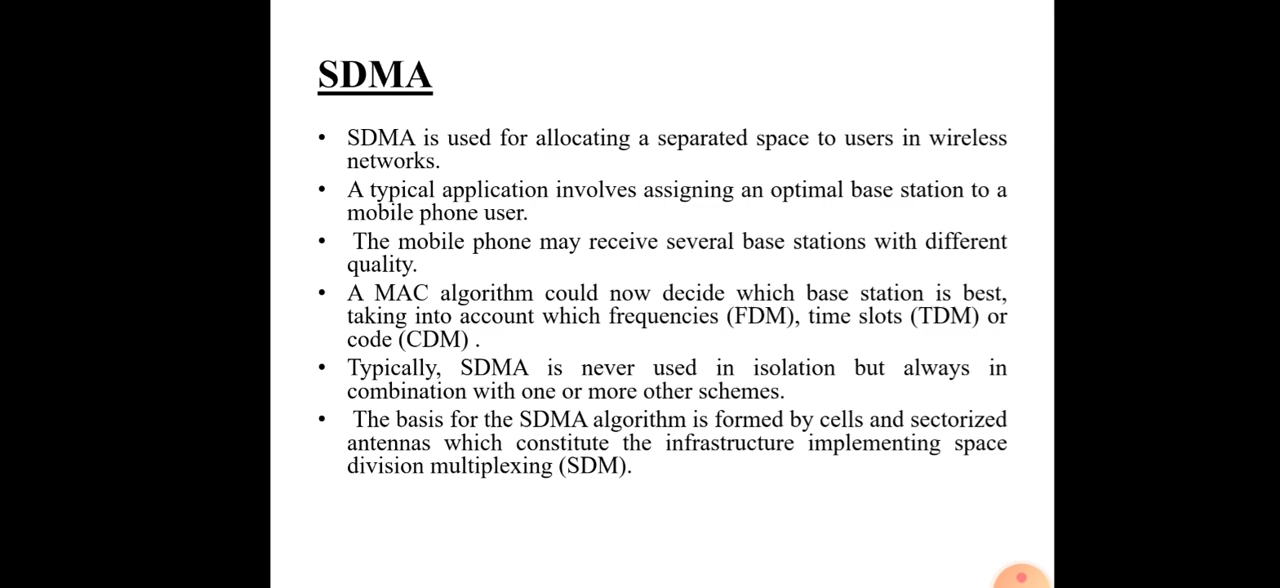 SDMA
• SDMA is used for allocating a separated space to users in wireless
networks.
• A typical application involves assigning an optimal base station to a
mobile phone user.
• The mobile phone may receive several base stations with different
quality.
• A MAC algorithm could now decide which base station is best,
taking into account which frequencies (FDM), time slots (TDM) or
code (CDM) .
• Typically, SDMA is never used in isolation but always in
combination with one or more other schemes.
• The basis for the SDMA algorithm is formed by cells and sectorized
antennas which constitute the infrastructure implementing space
division multiplexing (SDM).